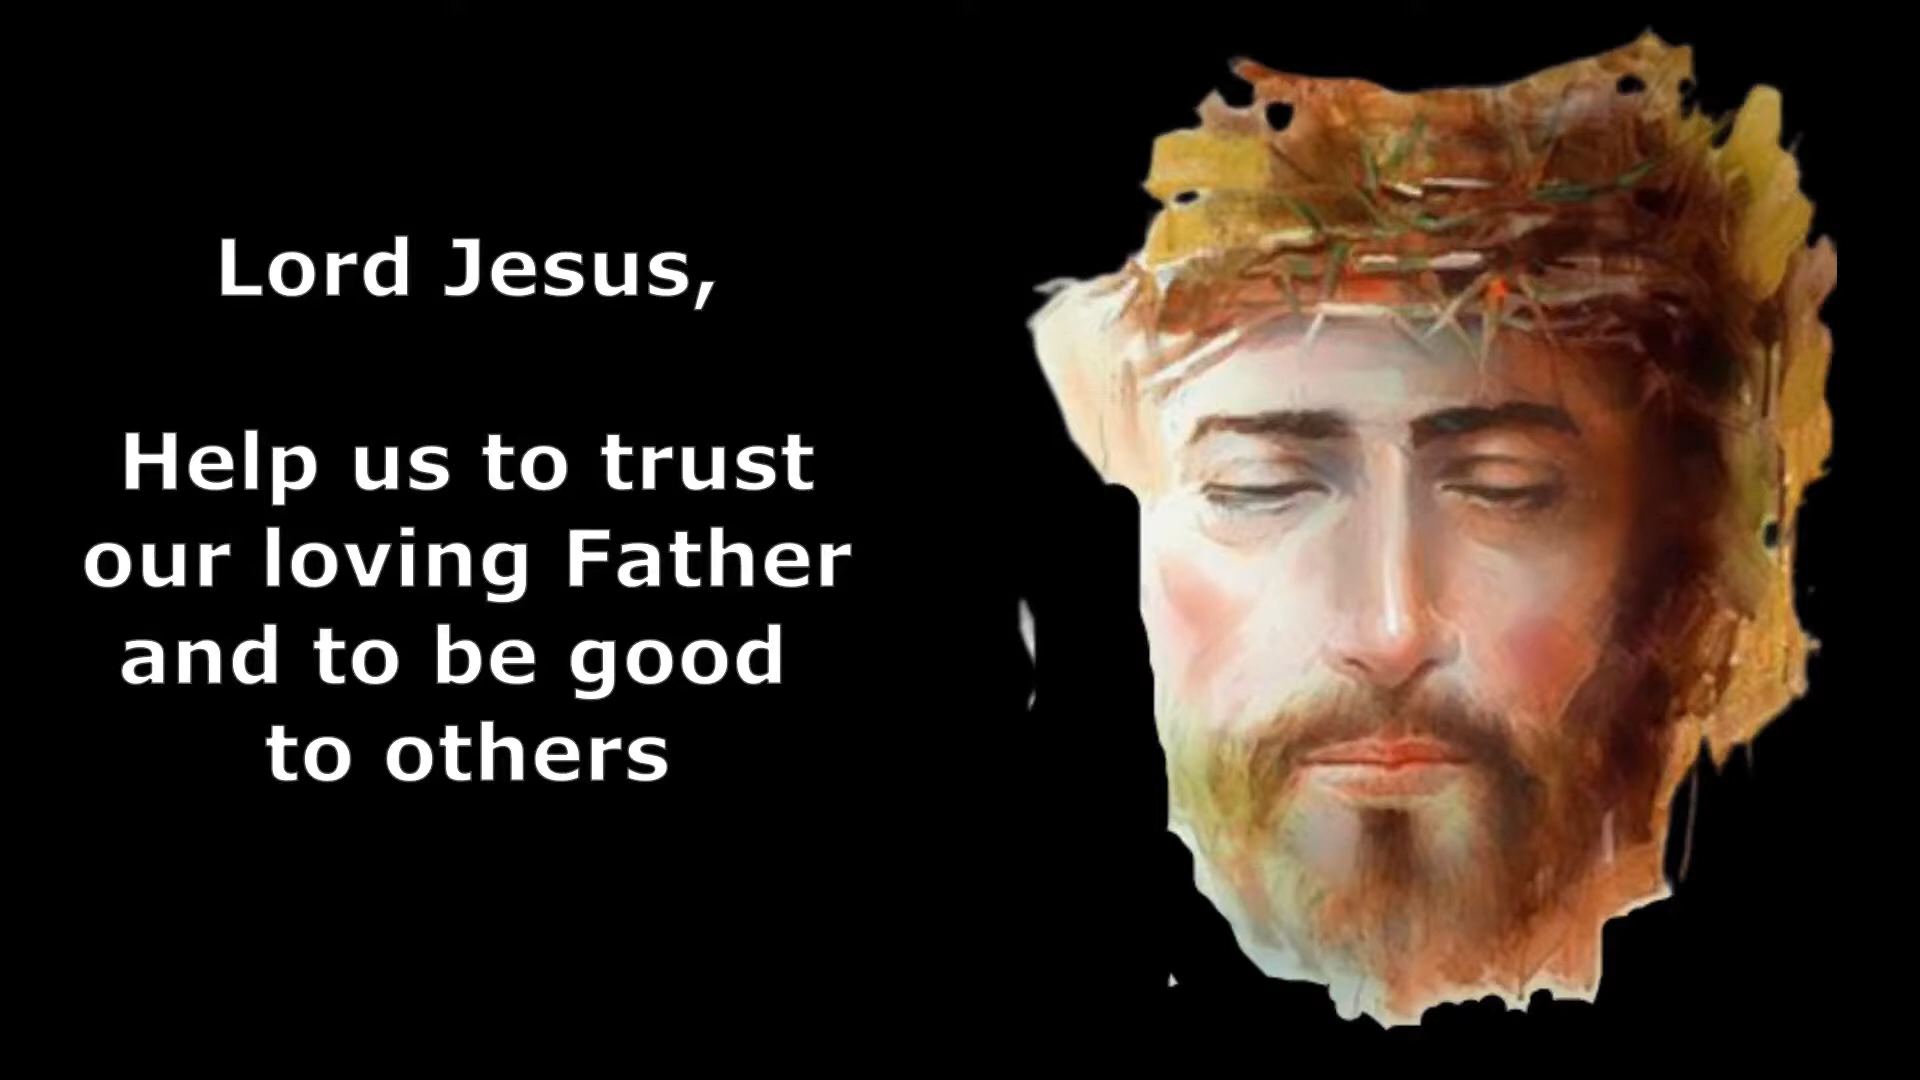 Lord Jesus,
Help us to trust
our loving Father
and to be good
to others